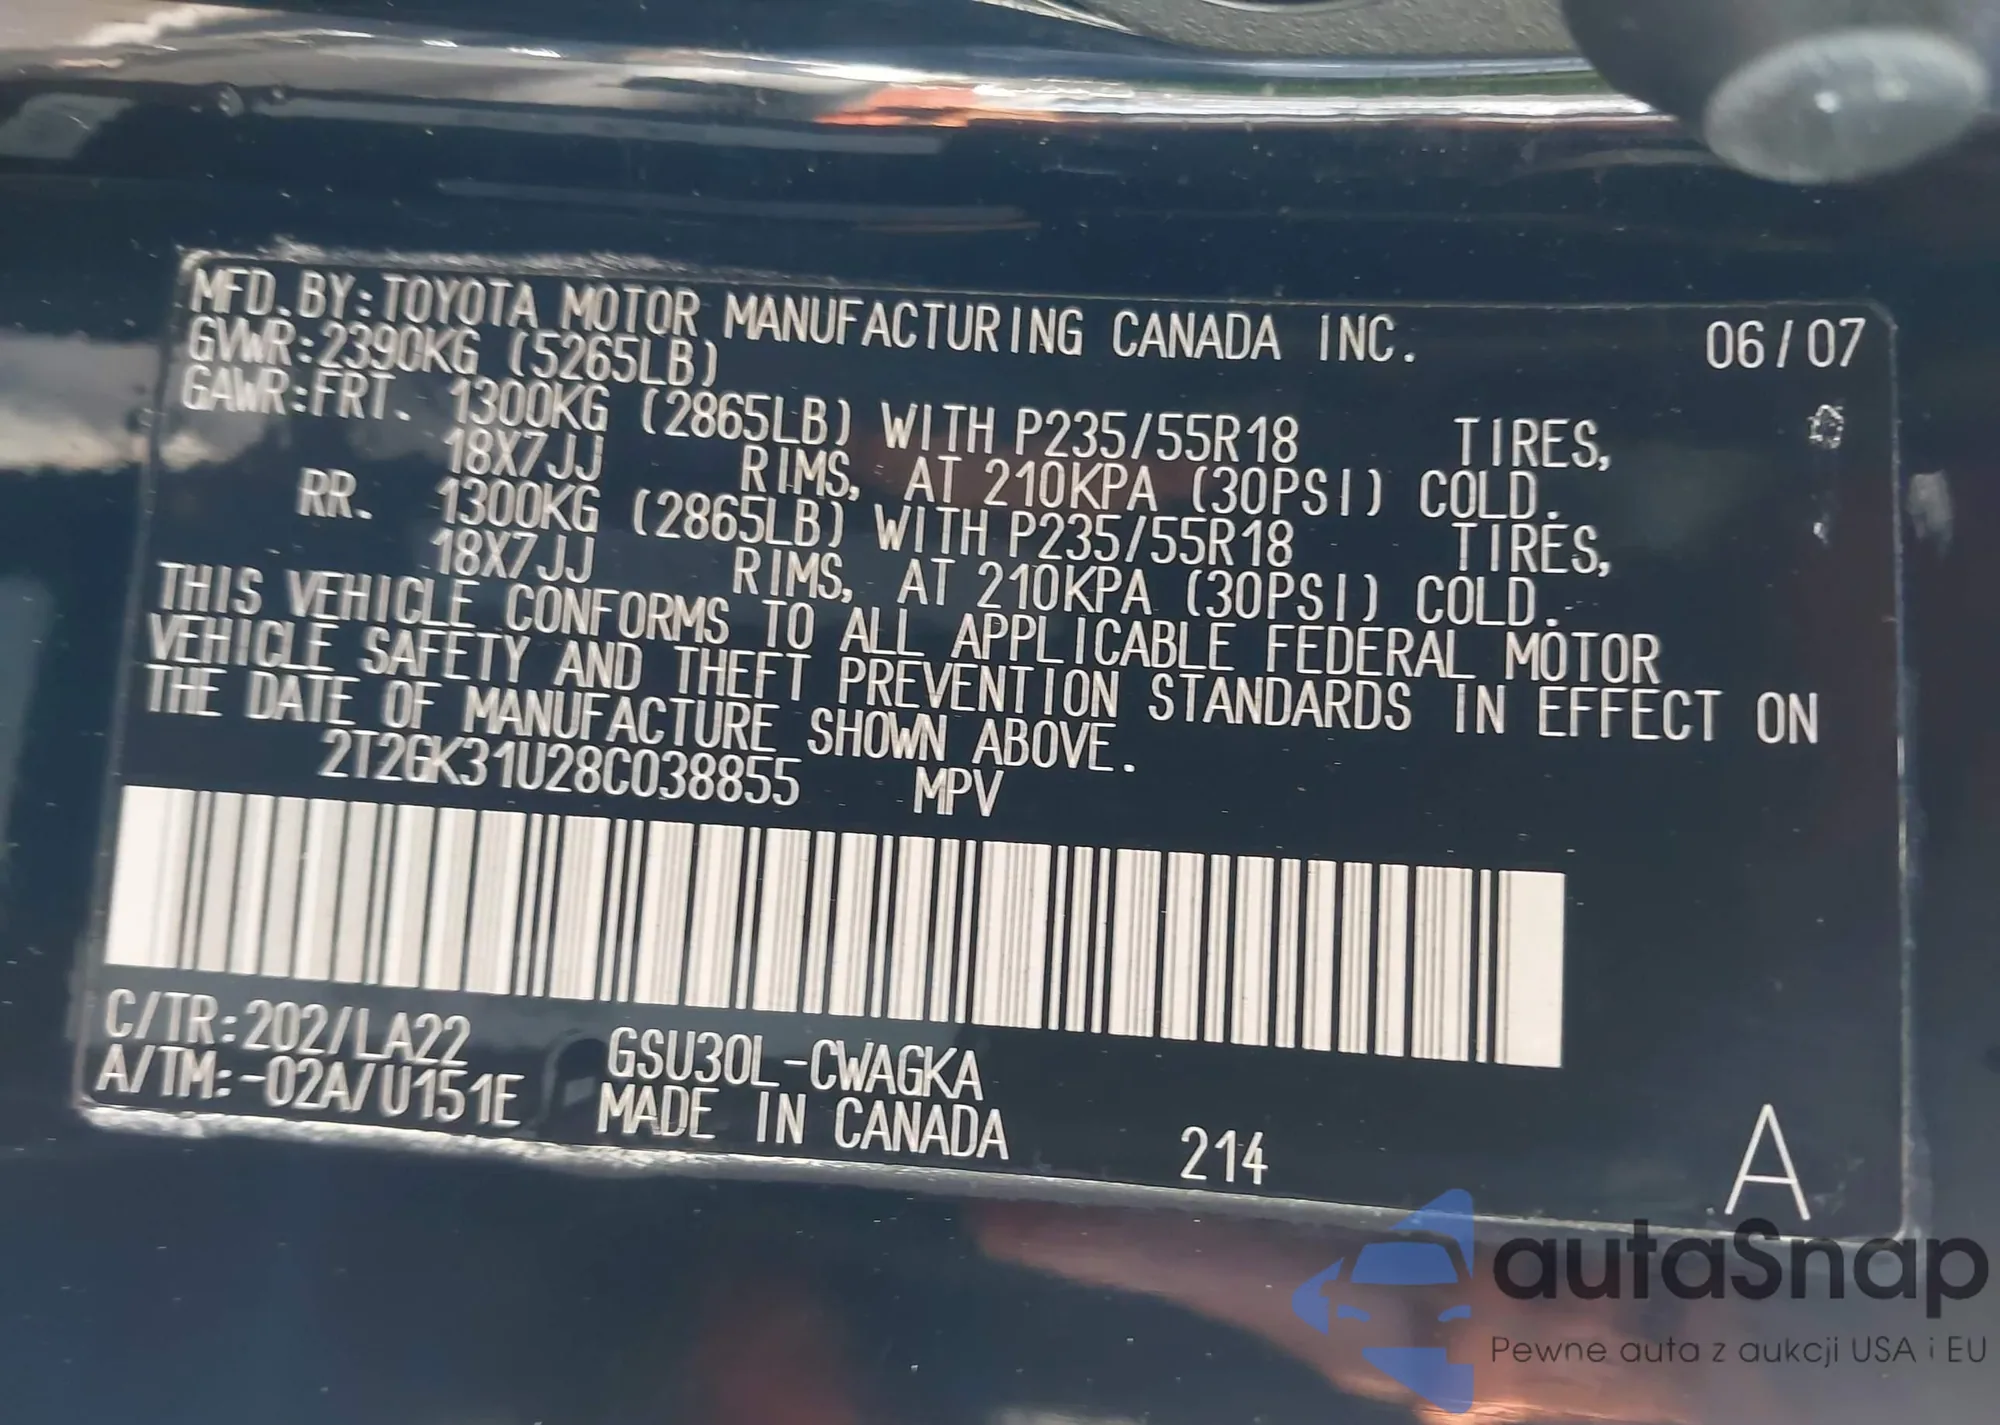 MFD. BY: TOYOTA MOTOR MANUFACTURING CANADA INC. 06/07
GVWR: 2390KG (5265LB)
GAWR: FRT. 1300KG (2865LB) WITH P235/55R18 TIRES,
18X7JJ RIMS, AT 210KPA (30PSI) COLD.
RR. 1300KG (2865LB) WITH P235/55R18 TIRES,
18X7JJ RIMS, AT 210KPA (30PSI) COLD.
THIS VEHICLE CONFORMS TO ALL APPLICABLE FEDERAL MOTOR
VEHICLE SAFETY AND THEFT PREVENTION STANDARDS IN EFFECT ON
THE DATE OF MANUFACTURE SHOWN ABOVE.
2T2GK31U28C038855 MPV
C/TR: 202/LA22 GSU30L-CWAGKA
A/TM: -02A/U151E MADE IN CANADA 214 A
autaSnap
Pewne auta z aukcji USA i EU